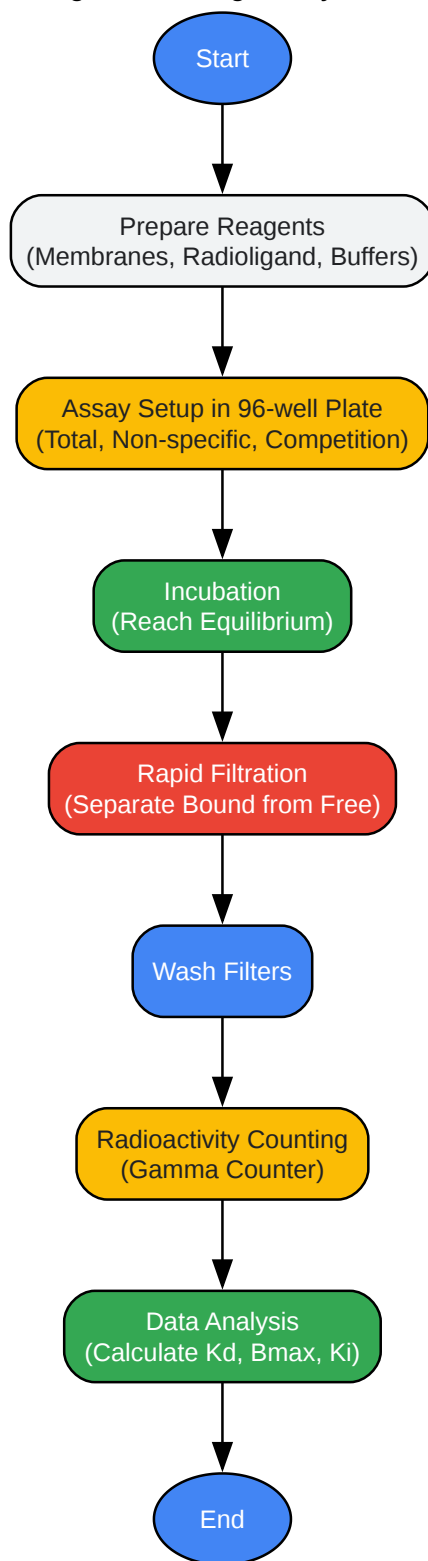 Start
Prepare Reagents
(Membranes, Radioligand, Buffers)
Assay Setup in 96-well Plate
(Total, Non-specific, Competition)
Incubation
(Reach Equilibrium)
Rapid Filtration
(Separate Bound from Free)
Wash Filters
Radioactivity Counting
(Gamma Counter)
Data Analysis
(Calculate Kd, Bmax, Ki)
End